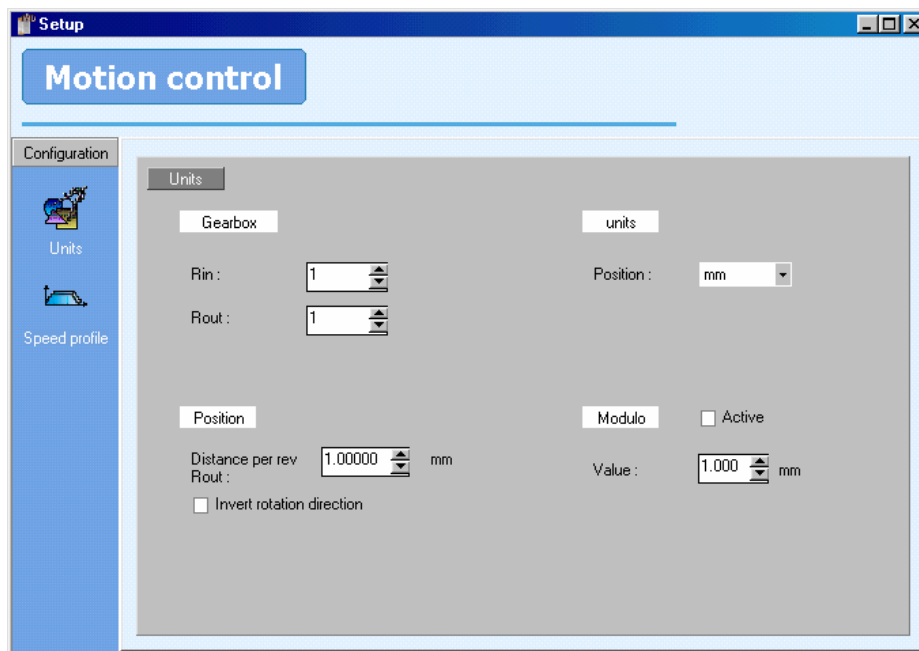 Setup
Motion control
Configuration
Units
Speed profile
Units
Gearbox
units
Rin :
1
Position :
mm
Rout :
1
Position
Modulo
Active
Distance per rev
Rout :
1.00000
mm
Value :
1.000
mm
Invert rotation direction